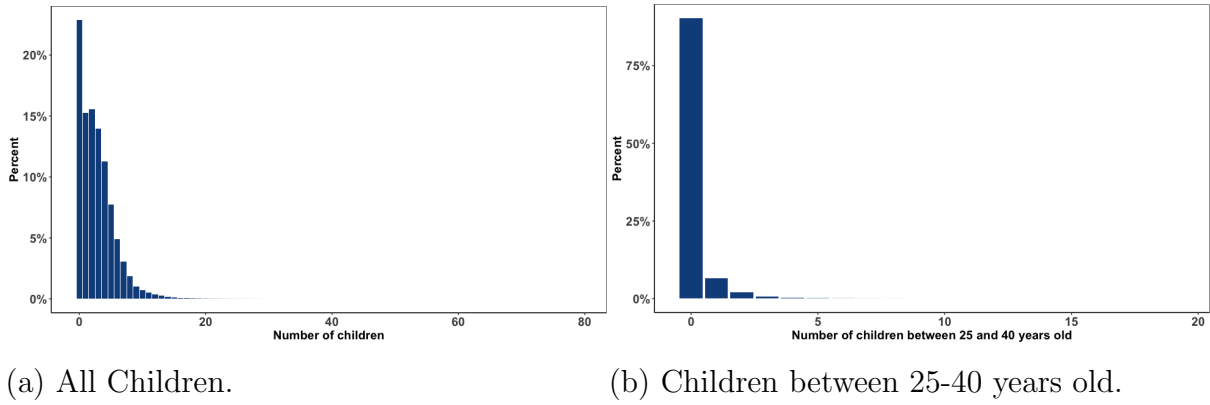 20%
15%
10%
5%
0%
Percent
0 20 40 60 80
Number of children
75%
50%
25%
0%
Percent
0 5 10 15 20
Number of children between 25 and 40 years old
(a) All Children.
(b) Children between 25-40 years old.